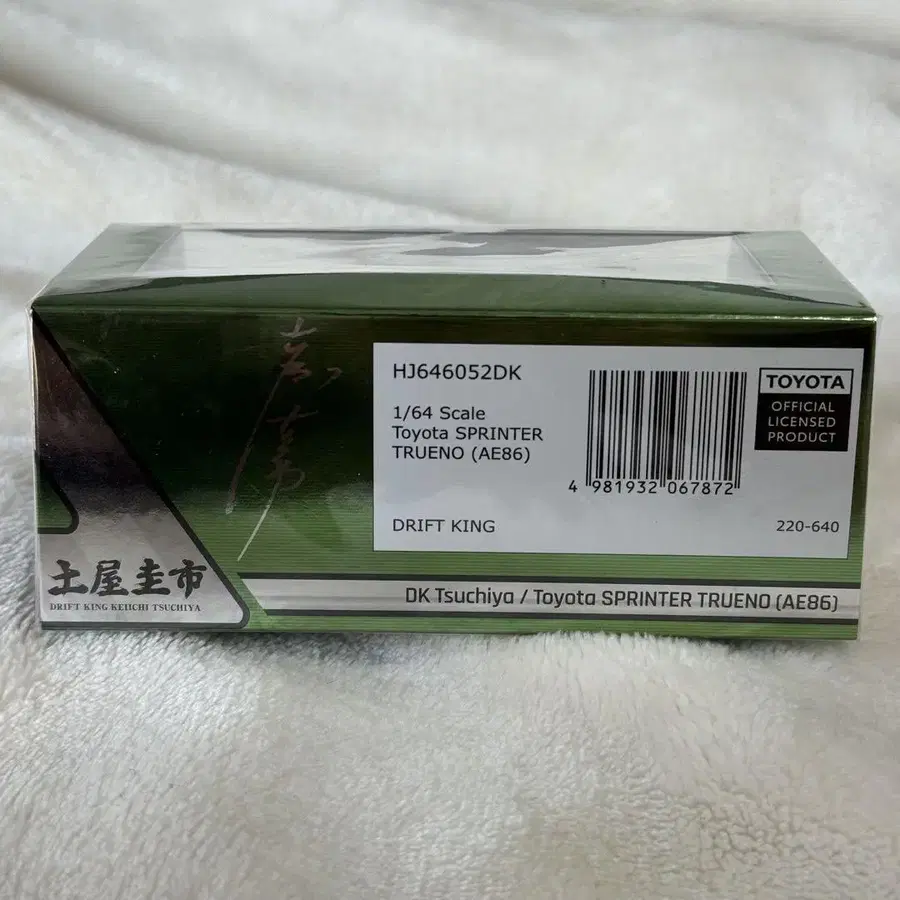 HJ646052DK
1/64 Scale
Toyota SPRINTER
TRUENO (AE86)
DRIFT KING
4 981932 067872
TOYOTA
OFFICIAL
LICENSED
PRODUCT
220-640
土屋圭市
DRIFT KING KEIICHI TSUCHIYA
DK Tsuchiya / Toyota SPRINTER TRUENO (AE86)